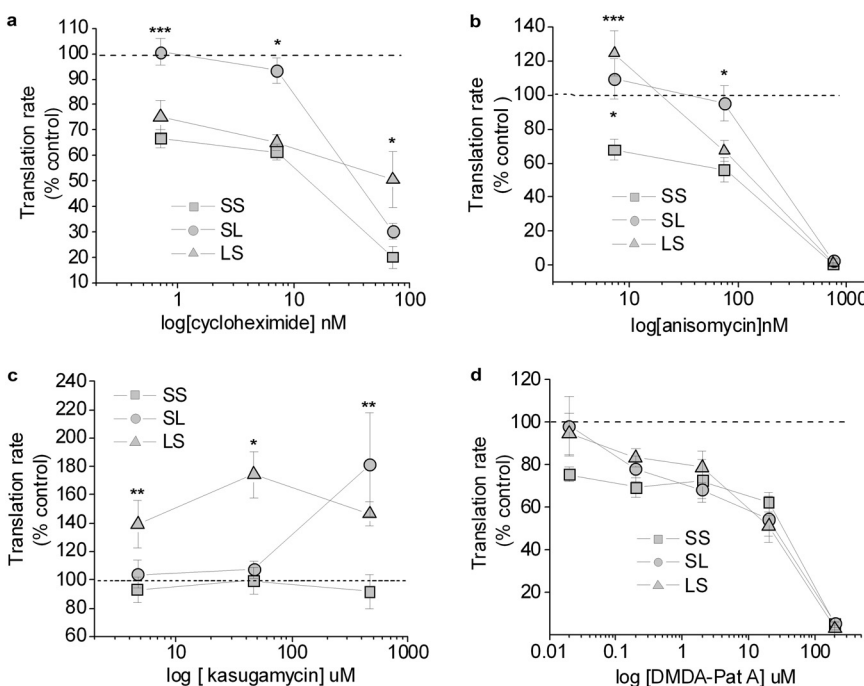 a
***
*
*
100
90
80
70
60
50
40
30
20
10
Translation rate
(% control)
SS
SL
LS
1
10
100
log[cycloheximide] nM
b
***
*
*
140
120
100
80
60
40
20
0
Translation rate
(% control )
SS
SL
LS
10
100
1000
log[anisomycin]nM
c
240
220
200
180
160
140
120
100
80
60
Translation rate
(% control)
SS
SL
LS
**
*
**
10
100
1000
log [ kasugamycin] uM
d
120
100
80
60
40
20
Translation rate
(% control)
SS
SL
LS
0.01
0.1
1
10
100
log [DMDA-Pat A] uM